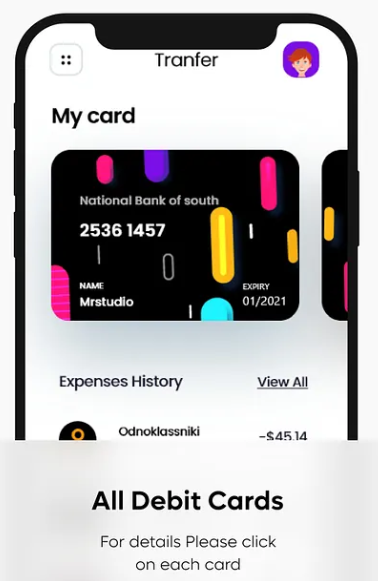 Tranfer
My card
National Bank of south
2536 1457
NAME
Mrstudio
EXPIRY
01/2021
Expenses History
View All
Odnoklassniki
-$45.14
All Debit Cards
For details Please click
on each card